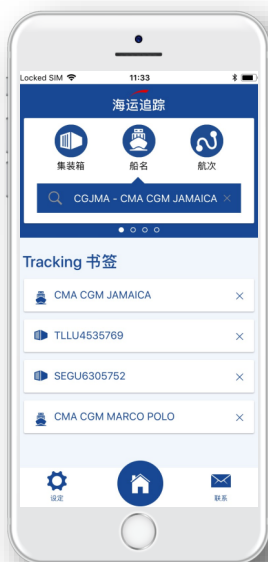 Locked SIM 11:33
海运追踪
集装箱 船名 航次
CGJMA - CMA CGM JAMAICA ×
Tracking 书签
CMA CGM JAMAICA ×
TLLU4535769 ×
SEGU6305752 ×
CMA CGM MARCO POLO ×
设定 联系